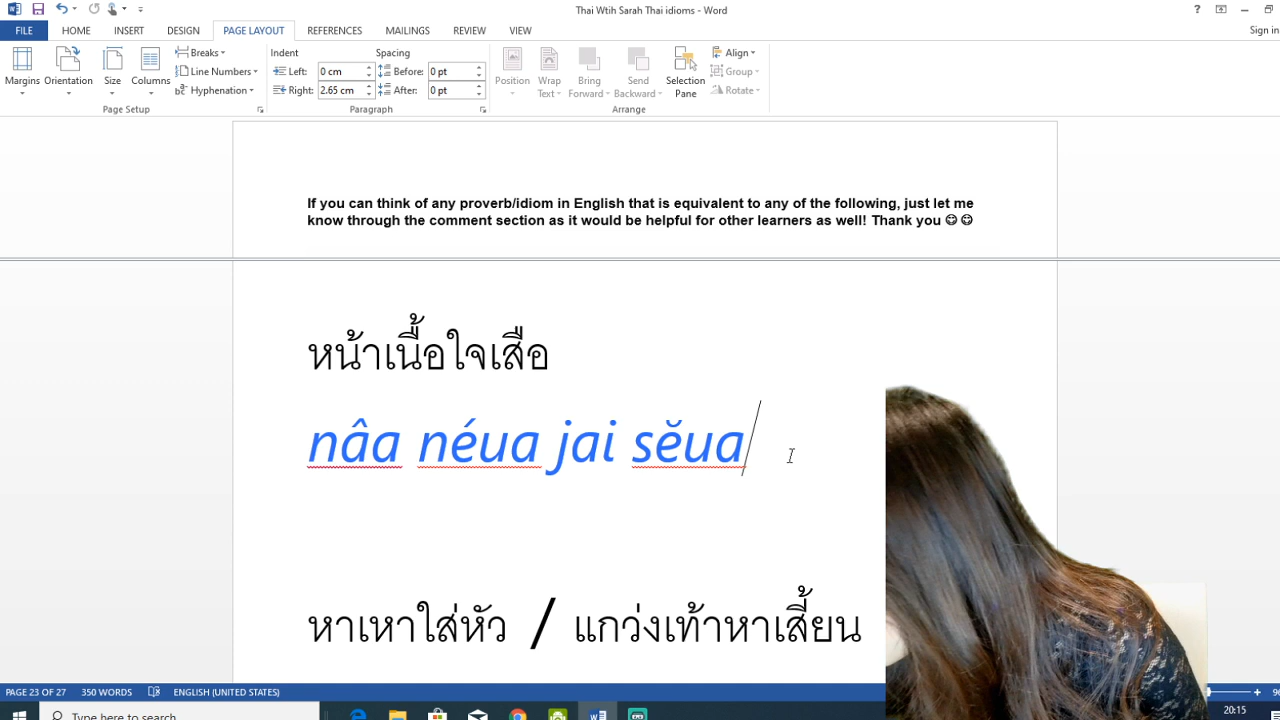 Thai Wtih Sarah Thai idioms - Word
?
Sign in
FILE HOME INSERT DESIGN PAGE LAYOUT REFERENCES MAILINGS REVIEW VIEW
Margins Orientation Size Columns
Breaks
Line Numbers
Hyphenation
Page Setup
Indent
Left: 0 cm
Right: 2.65 cm
Spacing
Before: 0 pt
After: 0 pt
Paragraph
Position Wrap Text Bring Forward Send Backward Selection Pane
Align
Group
Rotate
Arrange
If you can think of any proverb/idiom in English that is equivalent to any of the following, just let me
know through the comment section as it would be helpful for other learners as well! Thank you 😋😋
หน้าเนื้อใจเสือ
nâa néua jai sĕua
หาเหาใส่หัว / แกว่งเท้าหาเสี้ยน
PAGE 23 OF 27 350 WORDS ENGLISH (UNITED STATES)
Type here to search
20:15